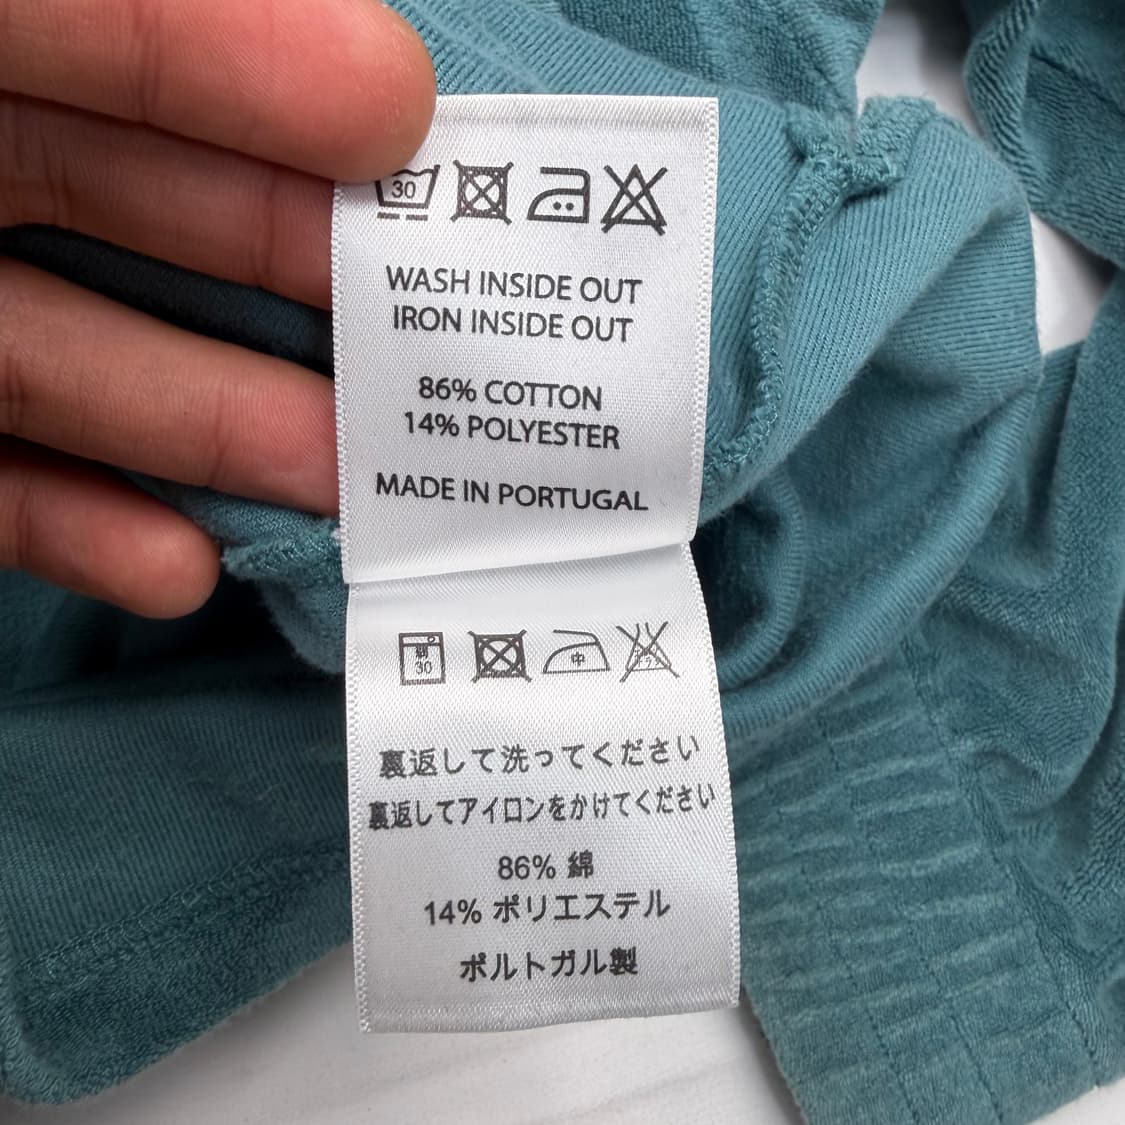 30
WASH INSIDE OUT
IRON INSIDE OUT
86% COTTON
14% POLYESTER
MADE IN PORTUGAL
30 中
裏返して洗ってください
裏返してアイロンをかけてください
86% 綿
14% ポリエステル
ポルトガル製